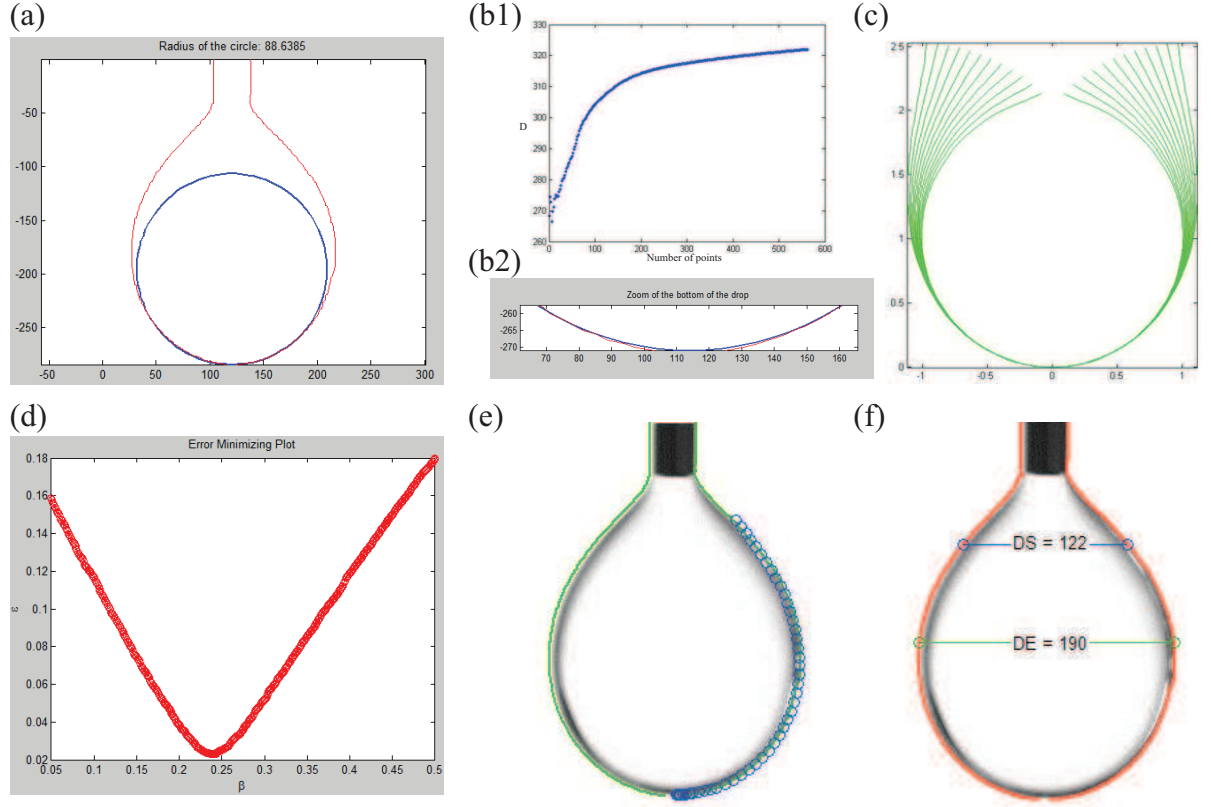 (a)
Radius of the circle: 88.6385
-50
-100
-150
-200
-250
-50 0 50 100 150 200 250 300
(b1)
330
320
310
300
290
280
270
260
D
0 100 200 300 400 500 600
Number of points
(b2)
Zoom of the bottom of the drop
-260
-265
-270
70 80 90 100 110 120 130 140 150 160
(c)
2.5
2
1.5
1
0.5
0
-1 -0.5 0 0.5 1
(d)
Error Minimizing Plot
0.18
0.16
0.14
0.12
0.1
0.08
0.06
0.04
0.02
ε
0.05 0.1 0.15 0.2 0.25 0.3 0.35 0.4 0.45 0.5
β
(e)
(f)
DS = 122
DE = 190